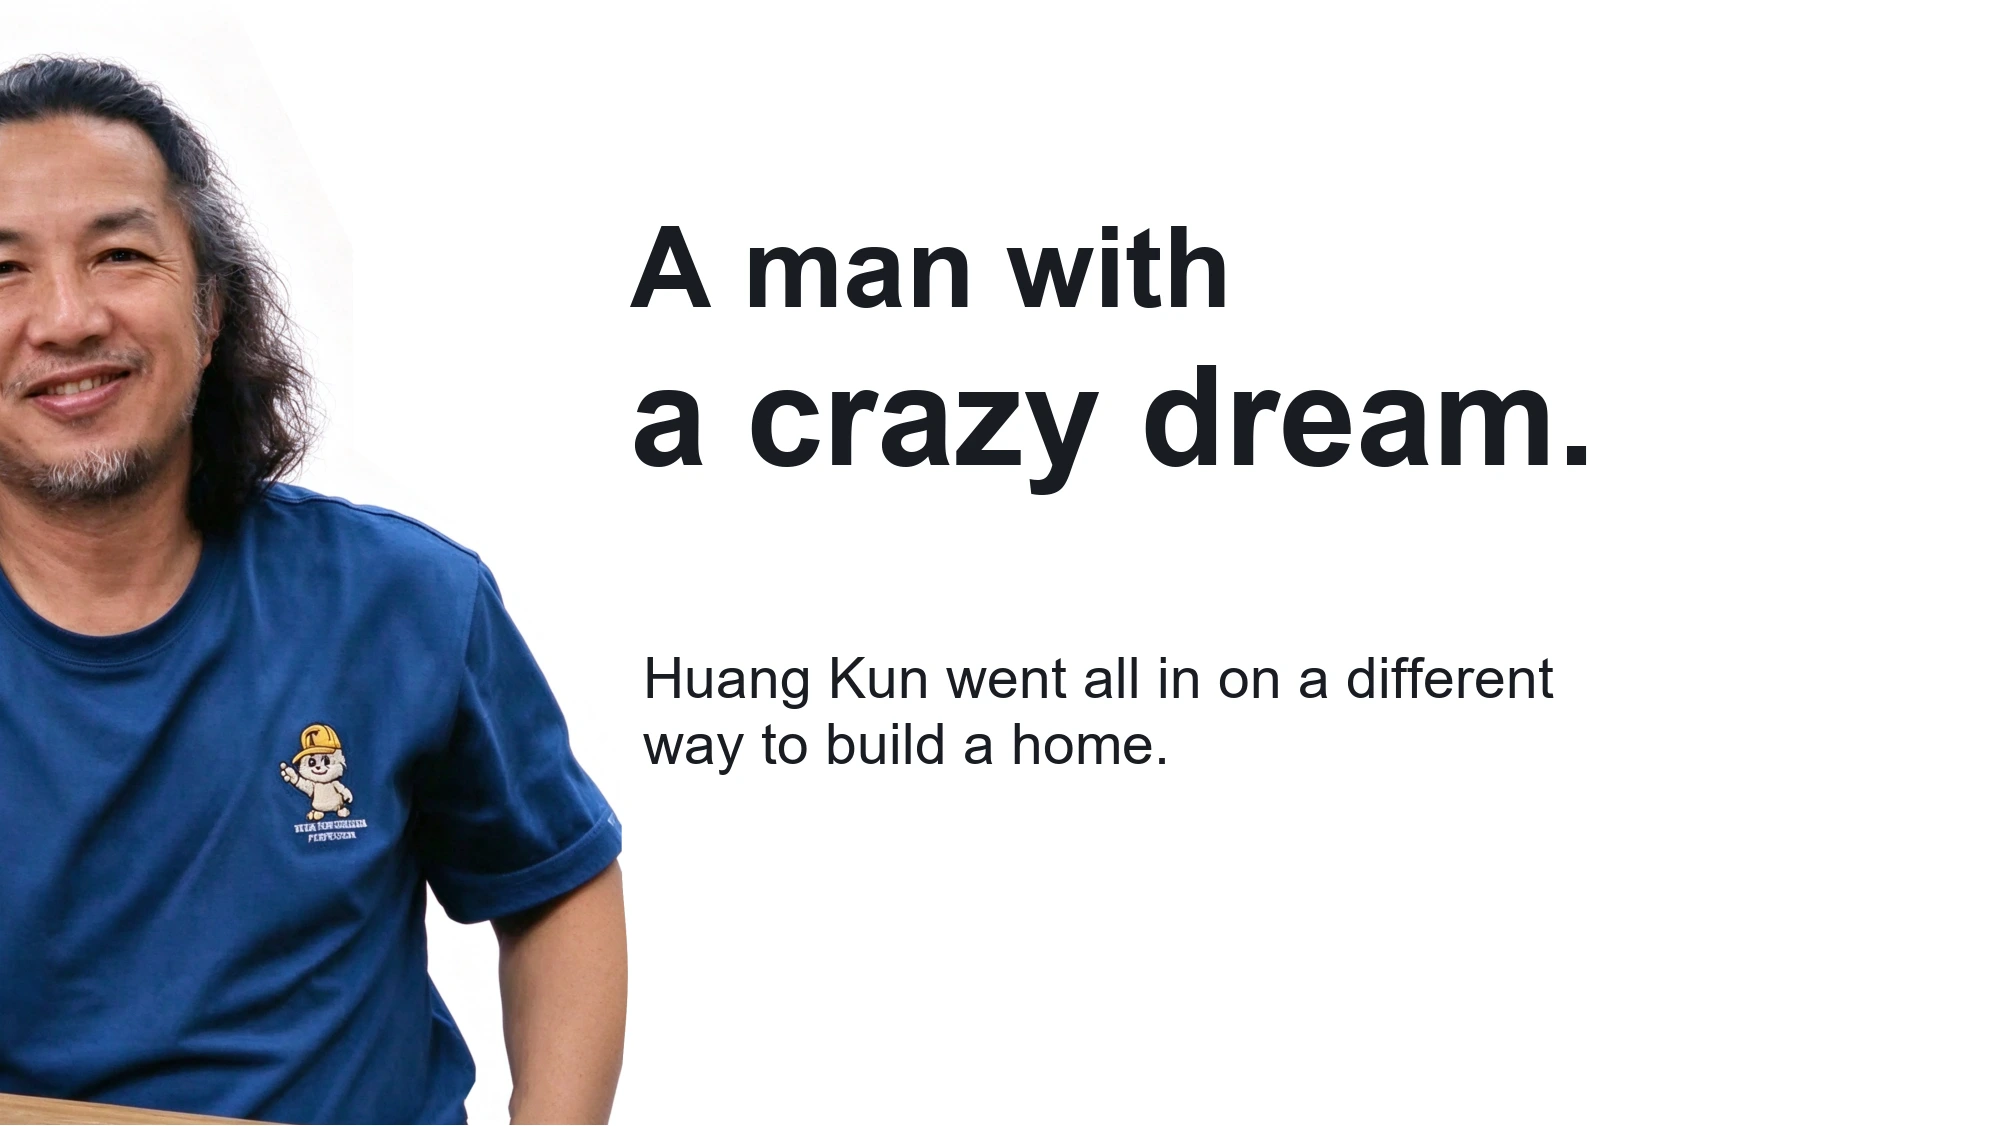 A man with
a crazy dream.
Huang Kun went all in on a different
way to build a home.
T